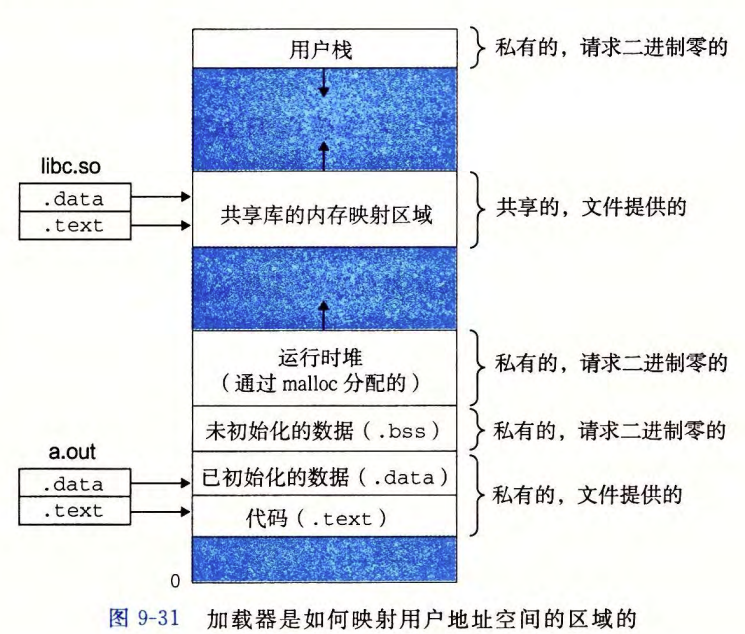 用户栈
私有的，请求二进制零的
libc.so
.data
.text
共享库的内存映射区域
共享的，文件提供的
运行时堆
（通过 malloc 分配的）
私有的，请求二进制零的
未初始化的数据（.bss）
私有的，请求二进制零的
a.out
.data
.text
已初始化的数据（.data）
代码（.text）
私有的，文件提供的
0
图 9-31 加载器是如何映射用户地址空间的区域的